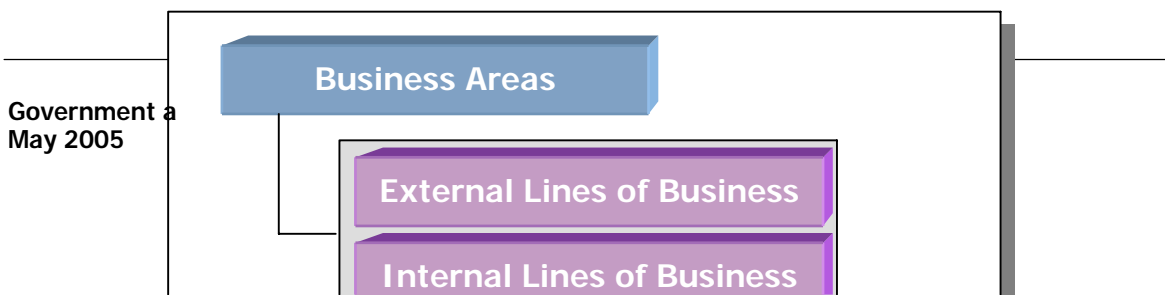 Business Areas
Government a
May 2005
External Lines of Business
Internal Lines of Business